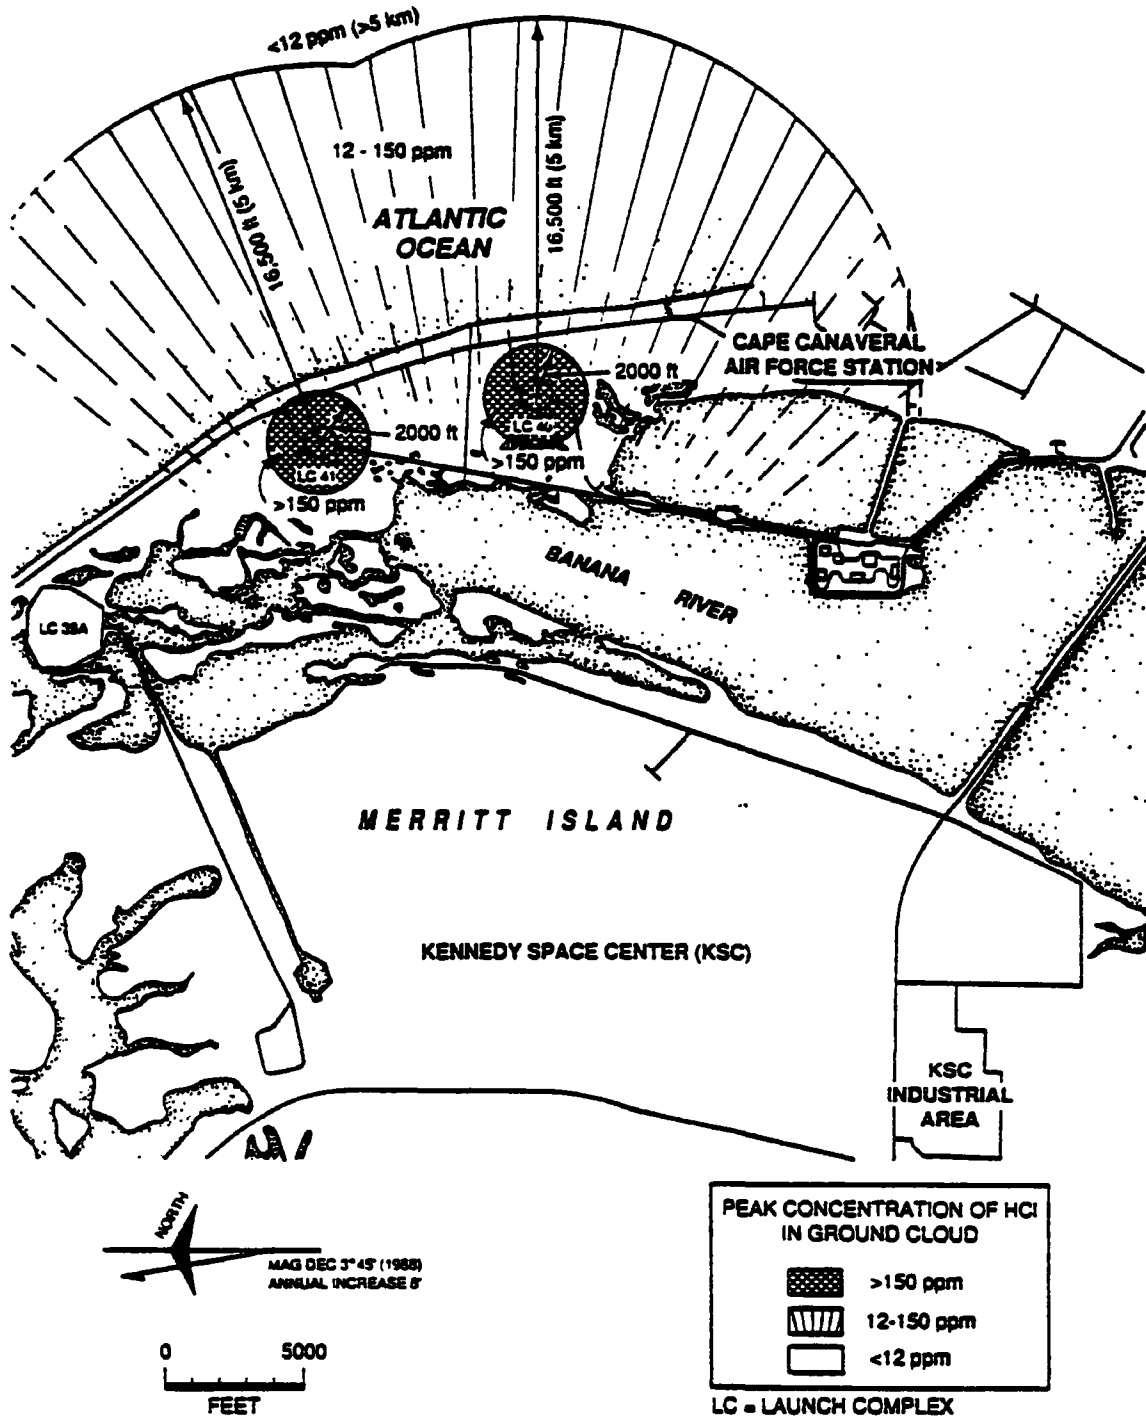 <12 ppm (>5 km)
12 - 150 ppm
16,500 ft (5 km)
16,500 ft (5 km)
ATLANTIC
OCEAN
CAPE CANAVERAL
AIR FORCE STATION
2000 ft
LC 40
>150 ppm
2000 ft
LC 41
>150 ppm
BANANA
RIVER
LC 39A
MERRITT ISLAND
KENNEDY SPACE CENTER (KSC)
KSC
INDUSTRIAL
AREA
NORTH
MAG DEC 3° 45' (1988)
ANNUAL INCREASE 8'
0 5000
FEET
PEAK CONCENTRATION OF HCl
IN GROUND CLOUD
>150 ppm
12-150 ppm
<12 ppm
LC = LAUNCH COMPLEX